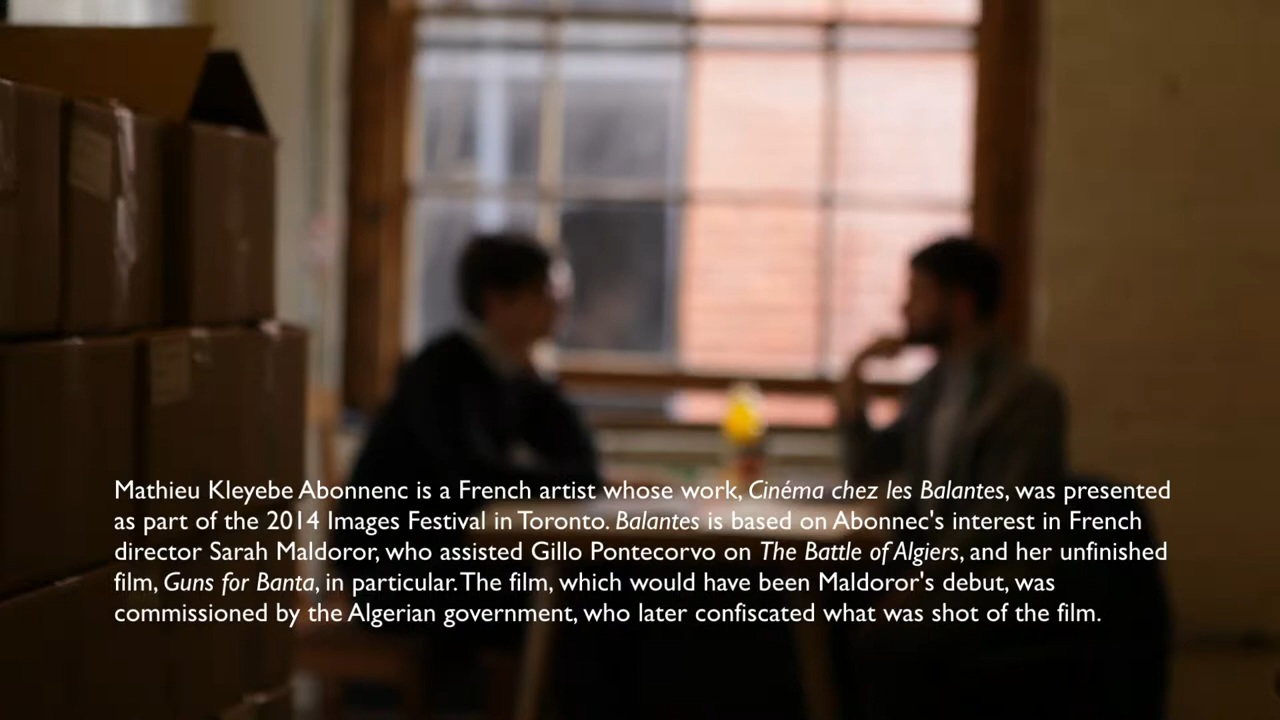 Mathieu Kleyebe Abonnenc is a French artist whose work, Cinéma chez les Balantes, was presented
as part of the 2014 Images Festival in Toronto. Balantes is based on Abonnec's interest in French
director Sarah Maldoror, who assisted Gillo Pontecorvo on The Battle of Algiers, and her unfinished
film, Guns for Banta, in particular. The film, which would have been Maldoror's debut, was
commissioned by the Algerian government, who later confiscated what was shot of the film.